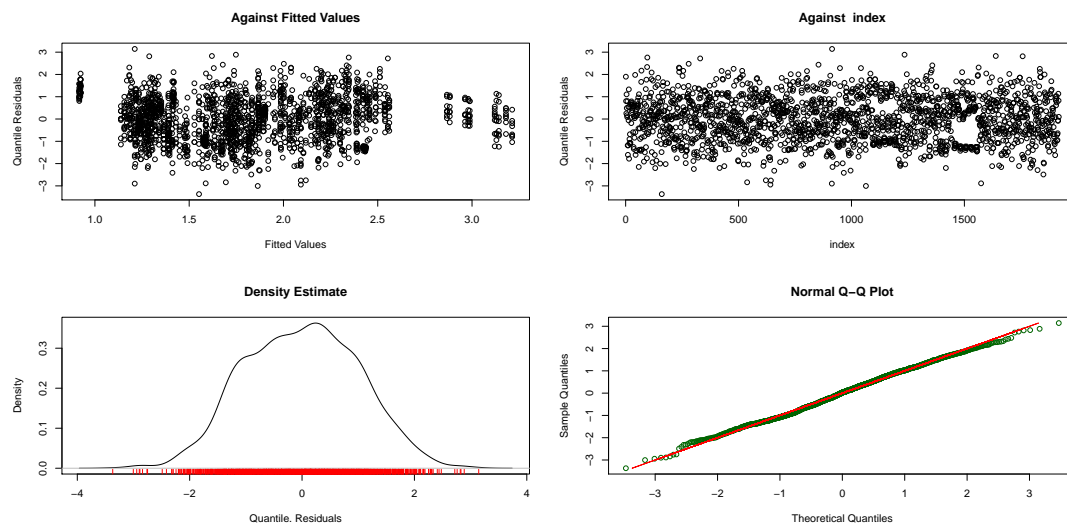 Against Fitted Values
Quantile Residuals
3
2
1
0
−1
−2
−3
1.0 1.5 2.0 2.5 3.0
Fitted Values
Against index
Quantile Residuals
3
2
1
0
−1
−2
−3
0 500 1000 1500
index
Density Estimate
Density
0.3
0.2
0.1
0.0
−4 −2 0 2 4
Quantile. Residuals
Normal Q−Q Plot
Sample Quantiles
3
2
1
0
−1
−2
−3
−3 −2 −1 0 1 2 3
Theoretical Quantiles